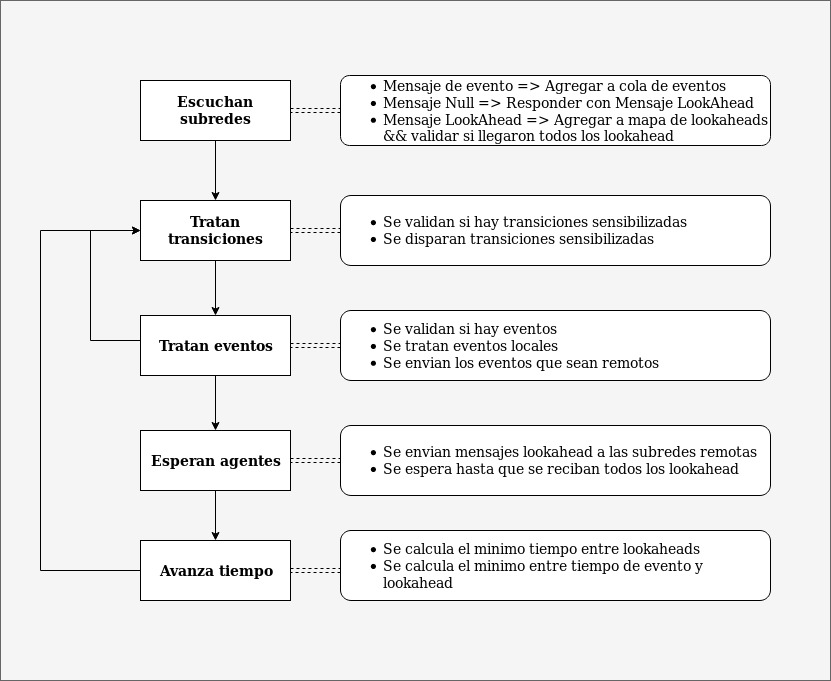 Escuchan
subredes
• Mensaje de evento => Agregar a cola de eventos
• Mensaje Null => Responder con Mensaje LookAhead
• Mensaje LookAhead => Agregar a mapa de lookaheads
&& validar si llegaron todos los lookahead
Tratan
transiciones
• Se validan si hay transiciones sensibilizadas
• Se disparan transiciones sensibilizadas
Tratan eventos
• Se validan si hay eventos
• Se tratan eventos locales
• Se envian los eventos que sean remotos
Esperan agentes
• Se envian mensajes lookahead a las subredes remotas
• Se espera hasta que se reciban todos los lookahead
Avanza tiempo
• Se calcula el minimo tiempo entre lookaheads
• Se calcula el minimo entre tiempo de evento y
lookahead